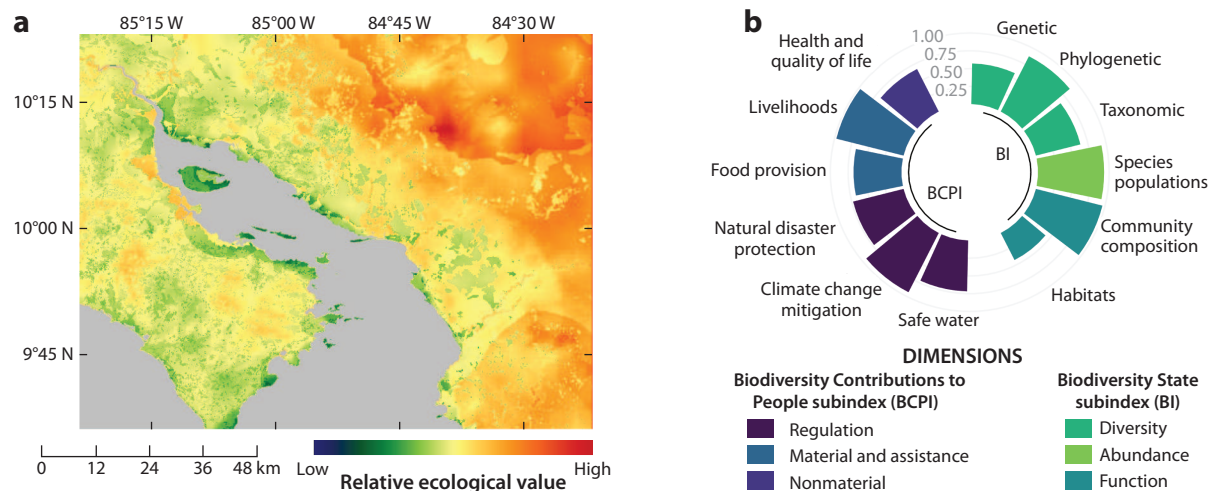 a
85°15 W
85°00 W
84°45 W
84°30 W
10°15 N
10°00 N
9°45 N
0
12
24
36
48 km
Low
High
Relative ecological value
b
1.00
0.75
0.50
0.25
Genetic
Phylogenetic
Taxonomic
Species
populations
Community
composition
Habitats
Safe water
Climate change
mitigation
Natural disaster
protection
Food provision
Livelihoods
Health and
quality of life
BI
BCPI
DIMENSIONS
Biodiversity Contributions to
People subindex (BCPI)
Regulation
Material and assistance
Nonmaterial
Biodiversity State
subindex (BI)
Diversity
Abundance
Function